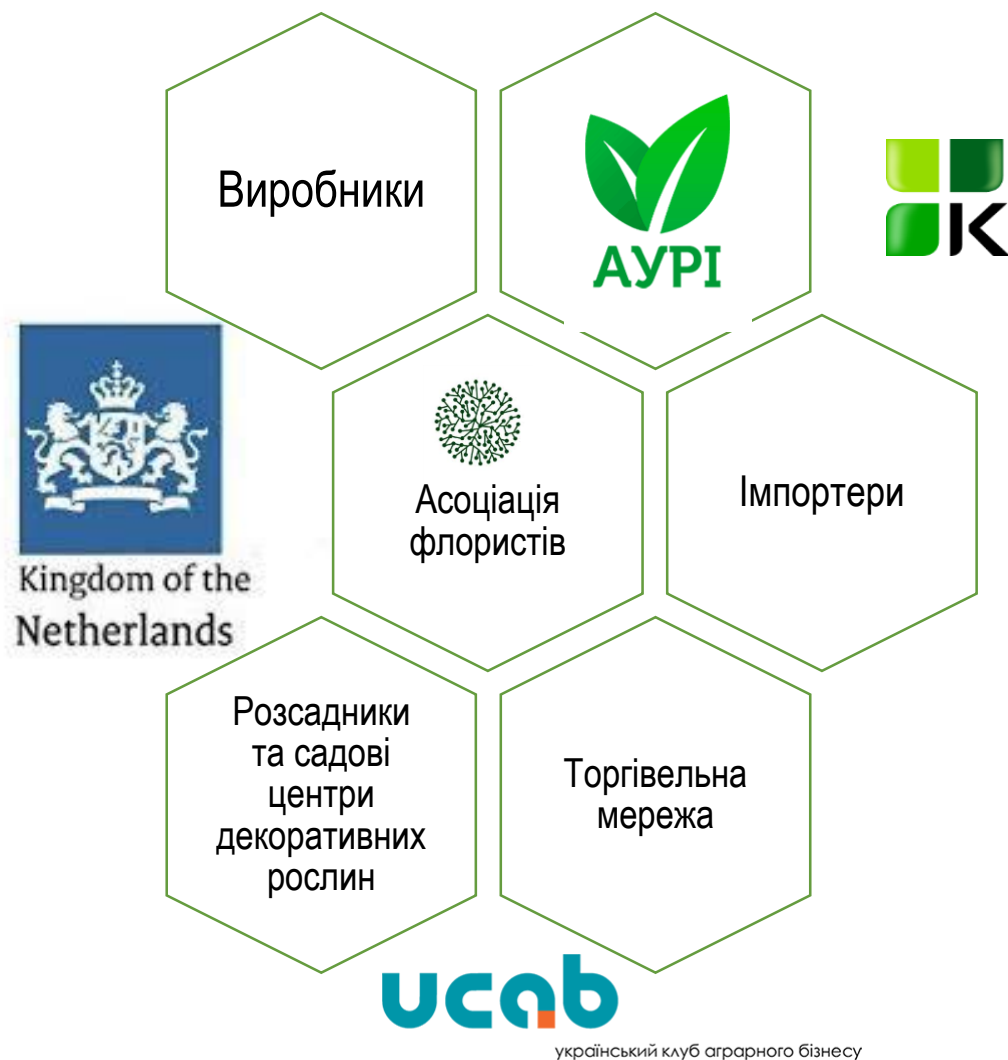 Виробники
АУРІ
К
Kingdom of the
Netherlands
Асоціація
флористів
Імпортери
Розсадники
та садові
центри
декоративних
рослин
Торгівельна
мережа
ucab
український клуб аграрного бізнесу